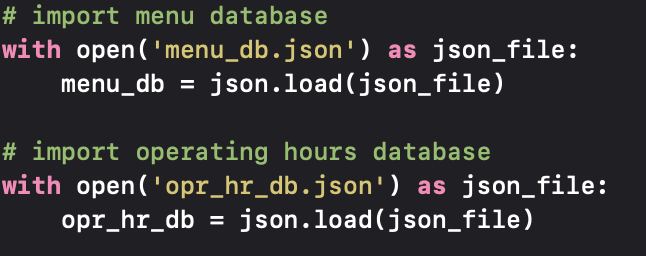 # import menu database
with open('menu_db.json') as json_file:
    menu_db = json.load(json_file)

# import operating hours database
with open('opr_hr_db.json') as json_file:
    opr_hr_db = json.load(json_file)